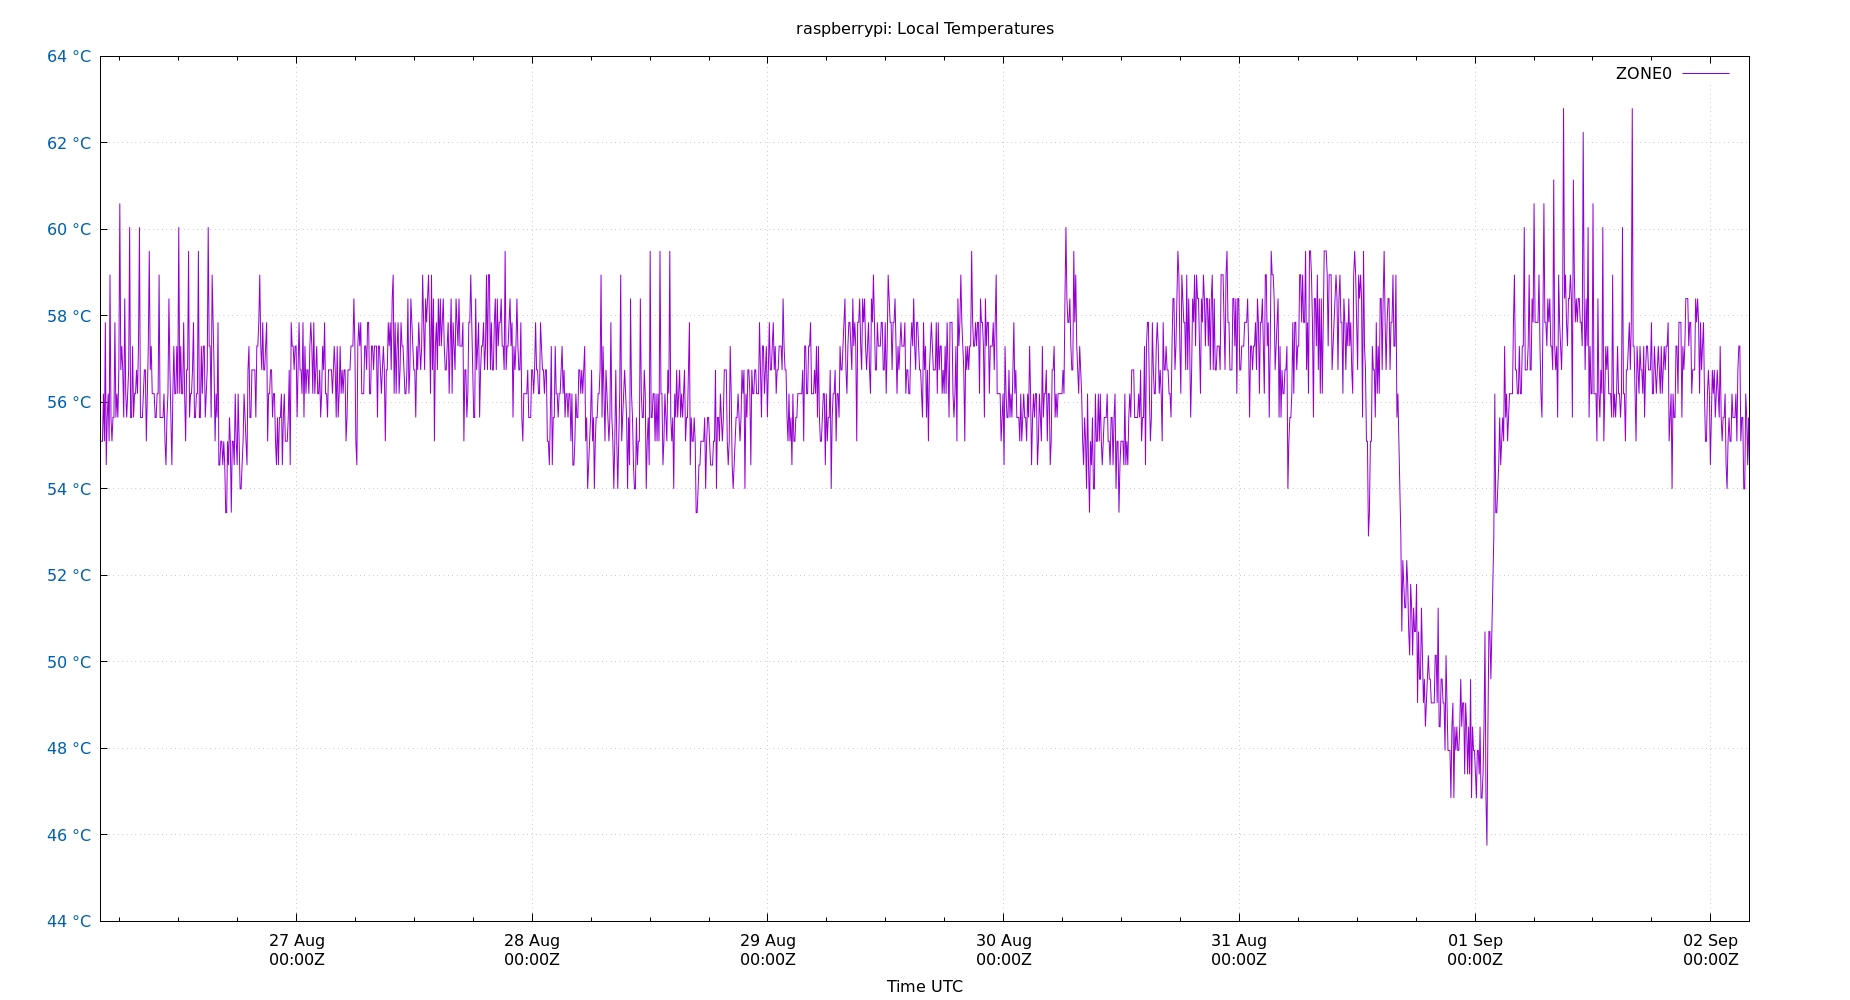 raspberrypi: Local Temperatures
64 °C
ZONE0
62 °C
60 °C
58 °C
56 °C
54 °C
52 °C
50 °C
48 °C
46 °C
44 °C
27 Aug 28 Aug 29 Aug 30 Aug 31 Aug 01 Sep 02 Sep
00:00Z 00:00Z 00:00Z 00:00Z 00:00Z 00:00Z 00:00Z
Time UTC